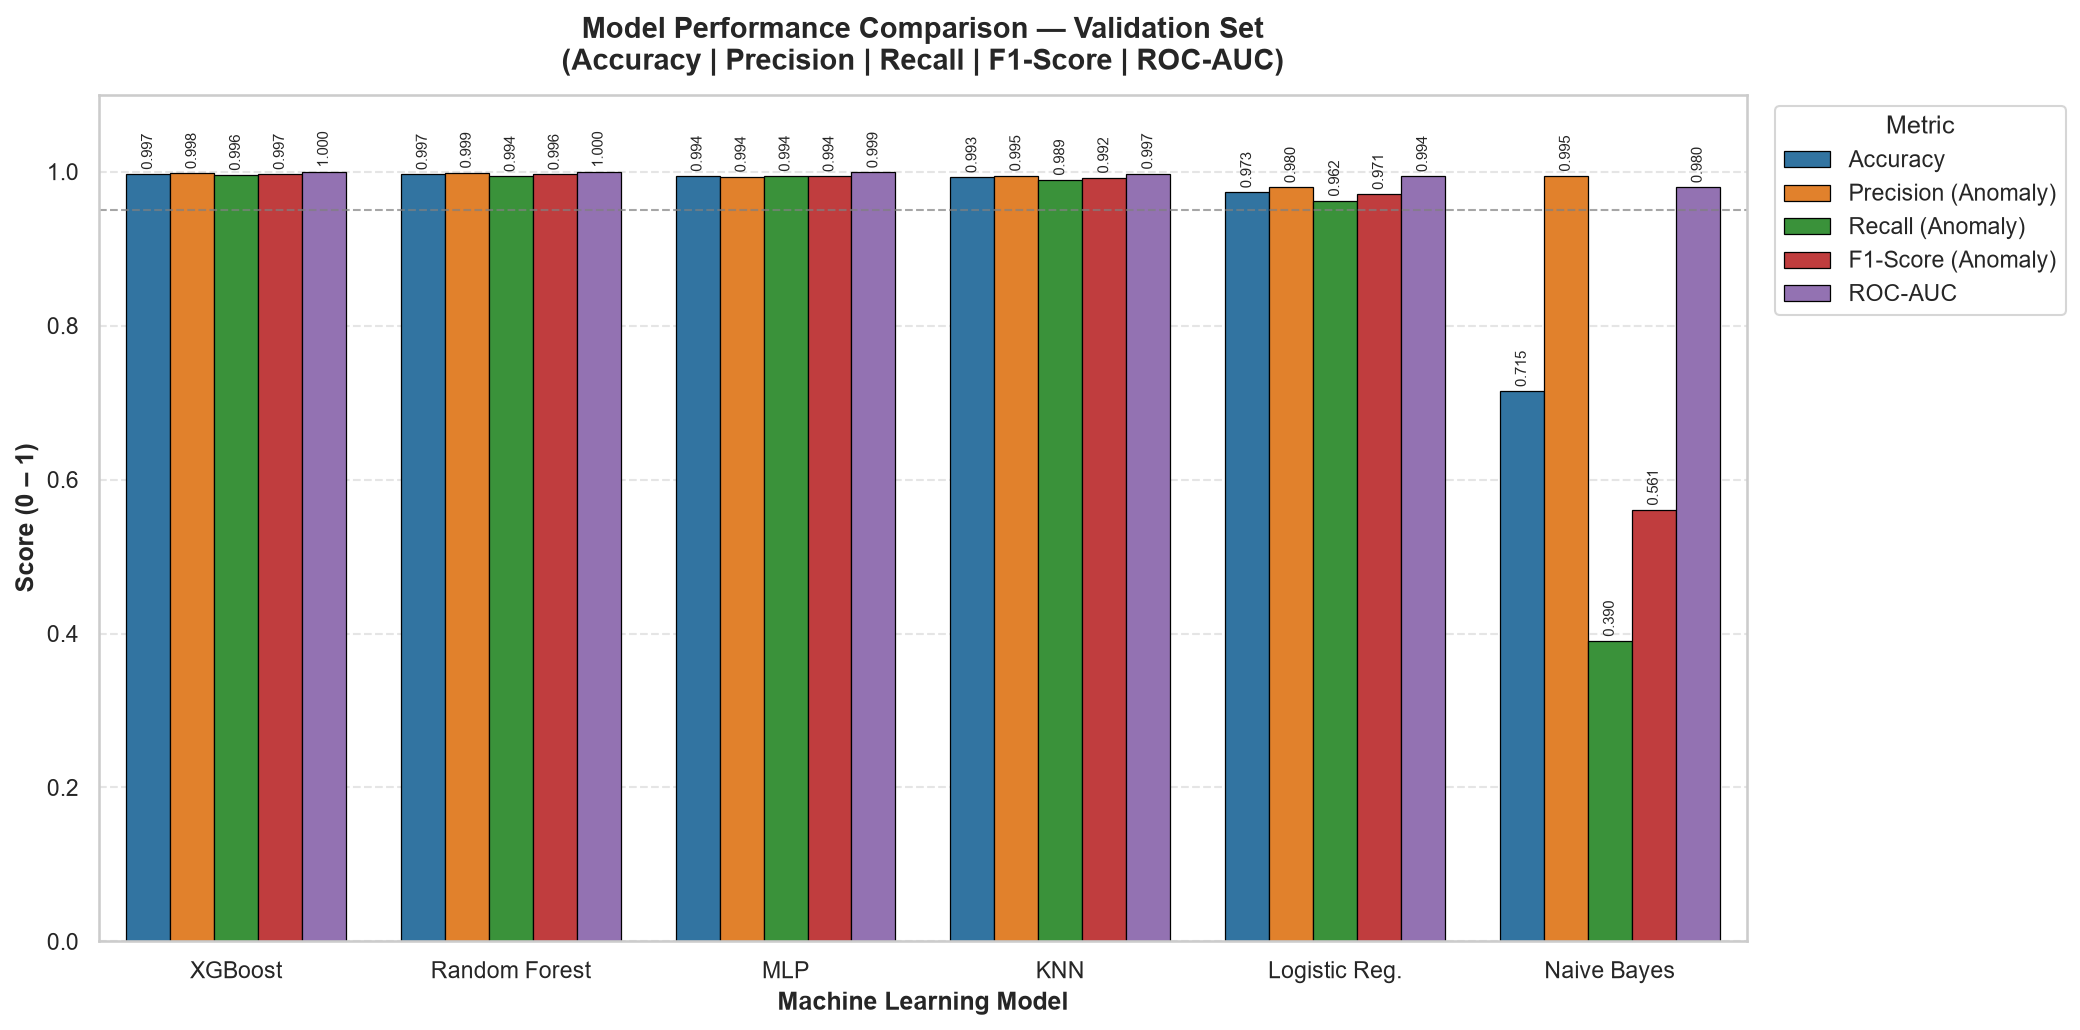 Model Performance Comparison — Validation Set
(Accuracy | Precision | Recall | F1-Score | ROC-AUC)
Metric
Accuracy
Precision (Anomaly)
Recall (Anomaly)
F1-Score (Anomaly)
ROC-AUC
Score (0 – 1)
1.0
0.8
0.6
0.4
0.2
0.0
0.997
0.998
0.996
0.997
1.000
0.997
0.999
0.994
0.996
1.000
0.994
0.994
0.994
0.994
0.999
0.993
0.995
0.989
0.992
0.997
0.973
0.980
0.962
0.971
0.994
0.715
0.995
0.390
0.561
0.980
XGBoost
Random Forest
MLP
KNN
Logistic Reg.
Naive Bayes
Machine Learning Model